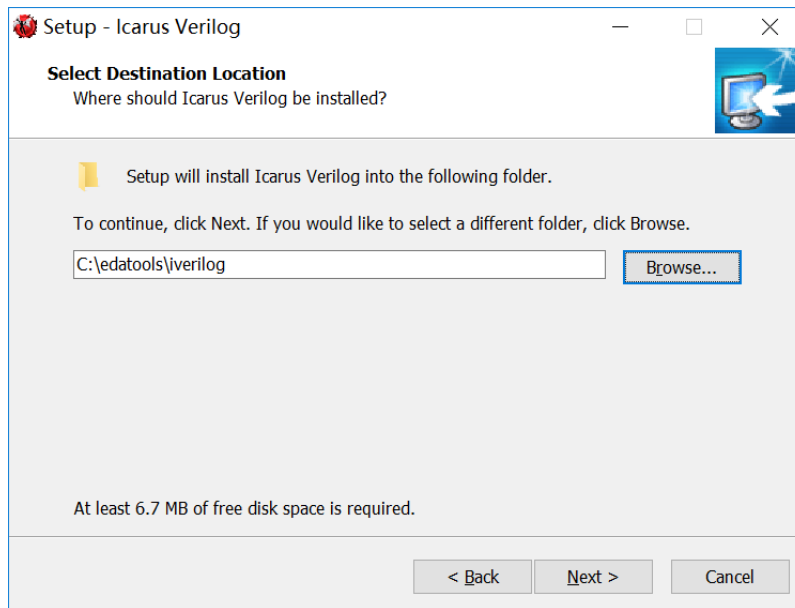 Setup - Icarus Verilog
Select Destination Location
Where should Icarus Verilog be installed?
Setup will install Icarus Verilog into the following folder.
To continue, click Next. If you would like to select a different folder, click Browse.
C:\edatools\iverilog
Browse...
At least 6.7 MB of free disk space is required.
< Back
Next >
Cancel